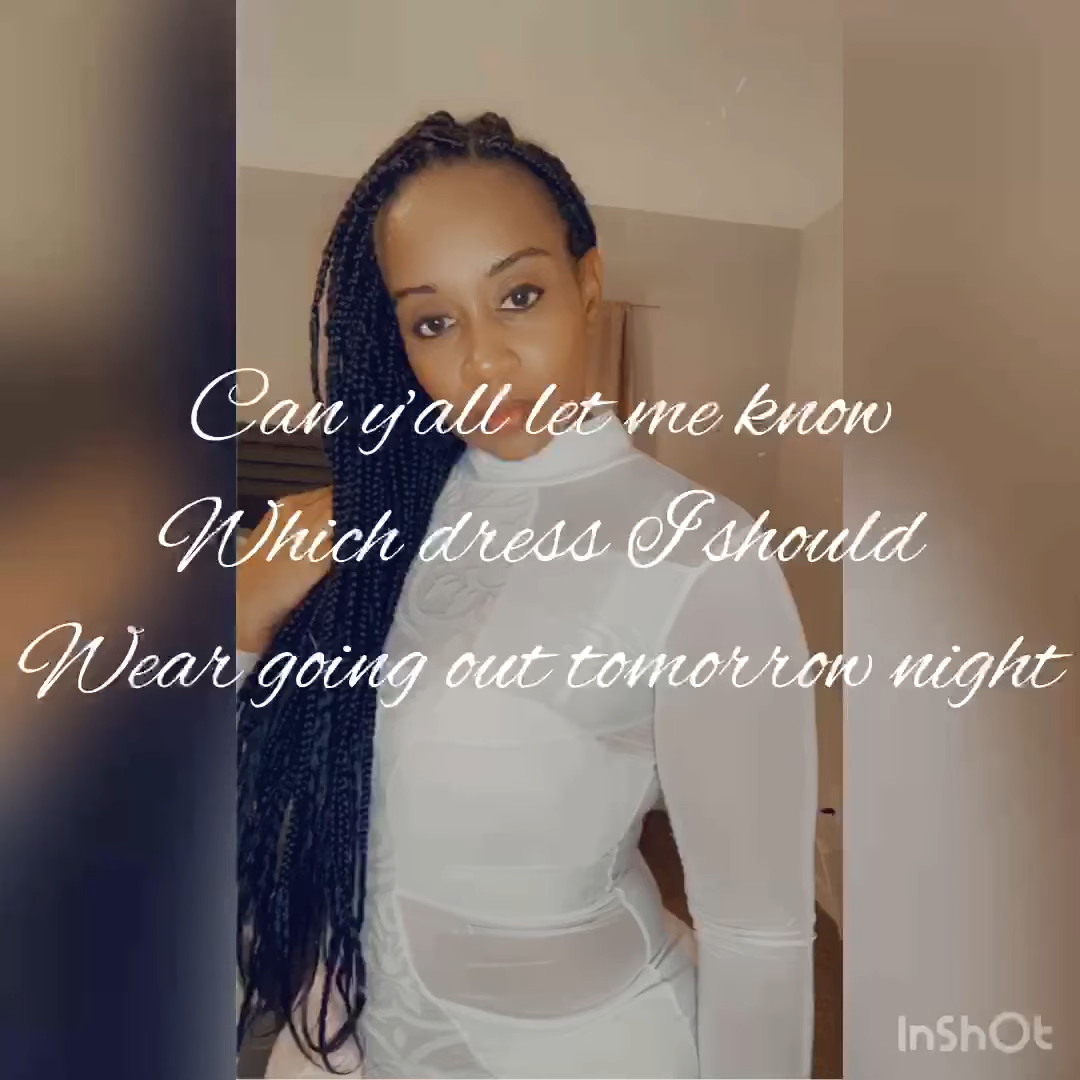 Can y'all let me know
Which dress I should
Wear going out tomorrow night
InShOt